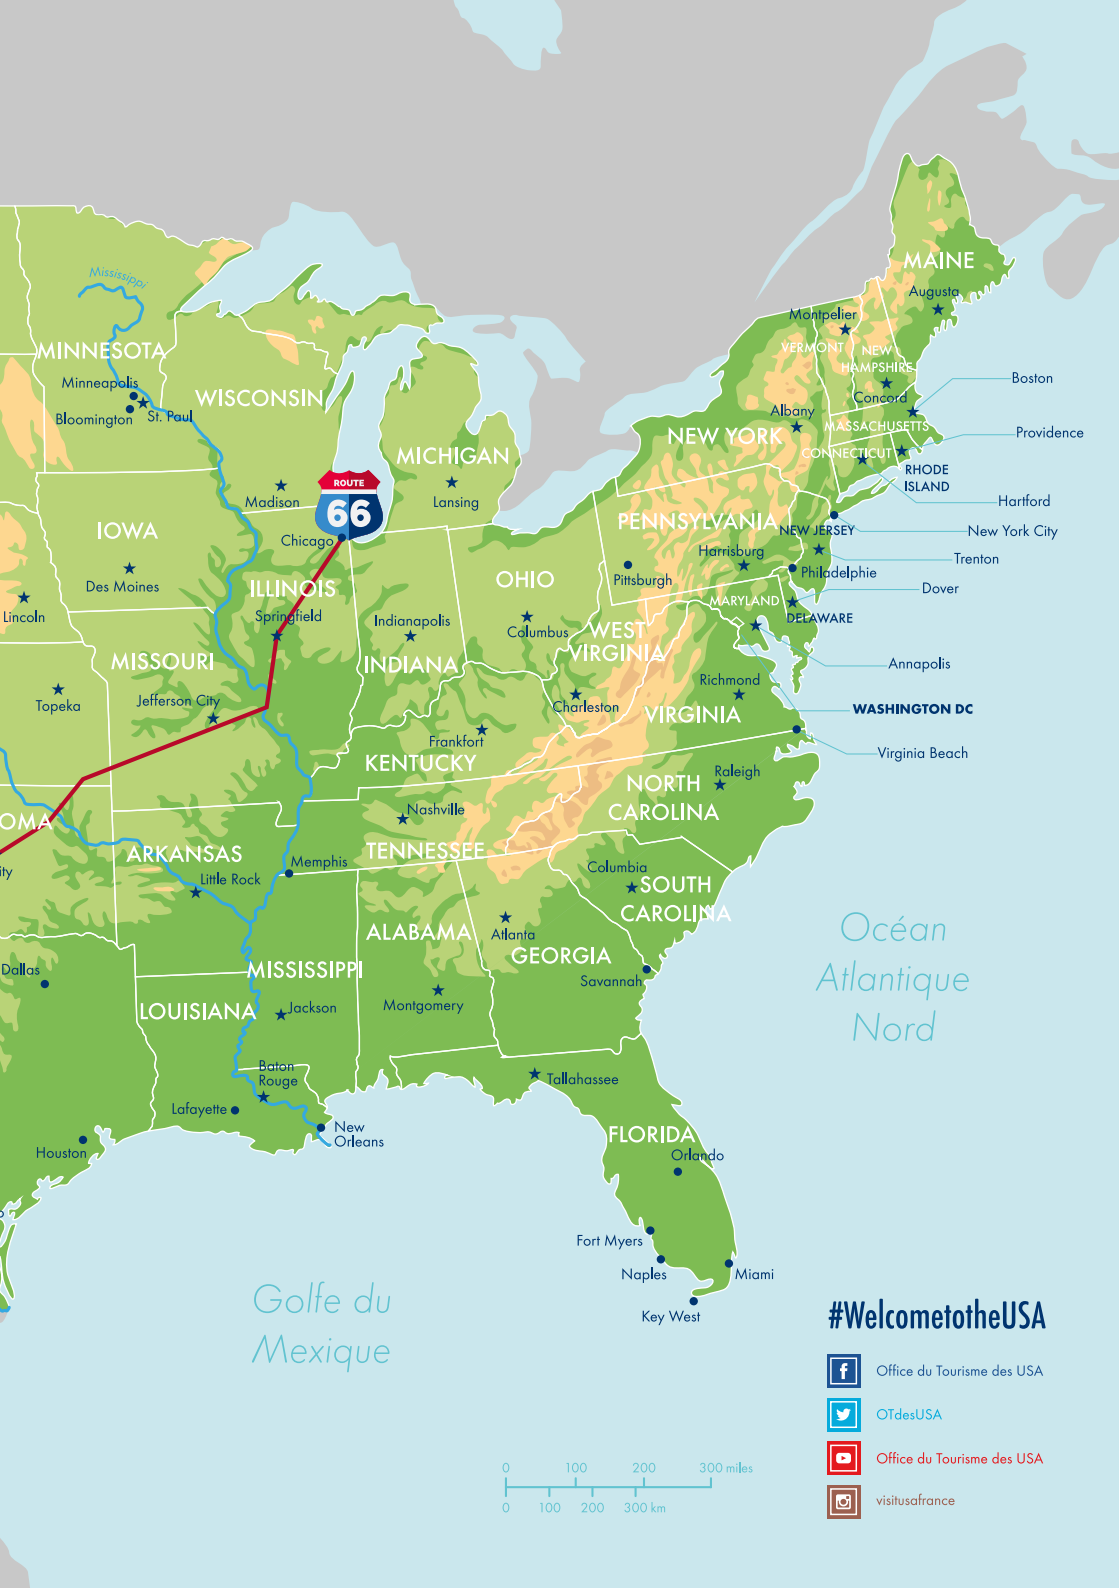 Mississippi
MAINE
Augusta
Montpelier
VERMONT
NEW
HAMPSHIRE
Concord
MINNESOTA
Minneapolis
Bloomington
St. Paul
WISCONSIN
Boston
Albany
MASSACHUSETTS
Providence
NEW YORK
CONNECTICUT
RHODE
ISLAND
MICHIGAN
Lansing
Madison
ROUTE
66
Hartford
IOWA
Chicago
PENNSYLVANIA
NEW JERSEY
New York City
Harrisburg
Trenton
Des Moines
ILLINOIS
OHIO
Pittsburgh
Philadelphie
Dover
Lincoln
Springfield
Indianapolis
Columbus
MARYLAND
DELAWARE
WEST
VIRGINIA
MISSOURI
INDIANA
Annapolis
Topeka
Jefferson City
Charleston
Richmond
VIRGINIA
WASHINGTON DC
Frankfort
KENTUCKY
Virginia Beach
Raleigh
NORTH
CAROLINA
OMA
Nashville
ARKANSAS
TENNESSEE
Memphis
ity
Little Rock
Columbia
SOUTH
CAROLINA
ALABAMA
Atlanta
GEORGIA
Océan
Atlantique
Nord
Dallas
MISSISSIPPI
Savannah
LOUISIANA
Jackson
Montgomery
Baton
Rouge
Tallahassee
Lafayette
New
Orleans
FLORIDA
Houston
Orlando
Fort Myers
Naples
Miami
Key West
Golfe du
Mexique
#WelcometotheUSA
Office du Tourisme des USA
OTdesUSA
Office du Tourisme des USA
visitusafrance
0 100 200 300 miles
0 100 200 300 km